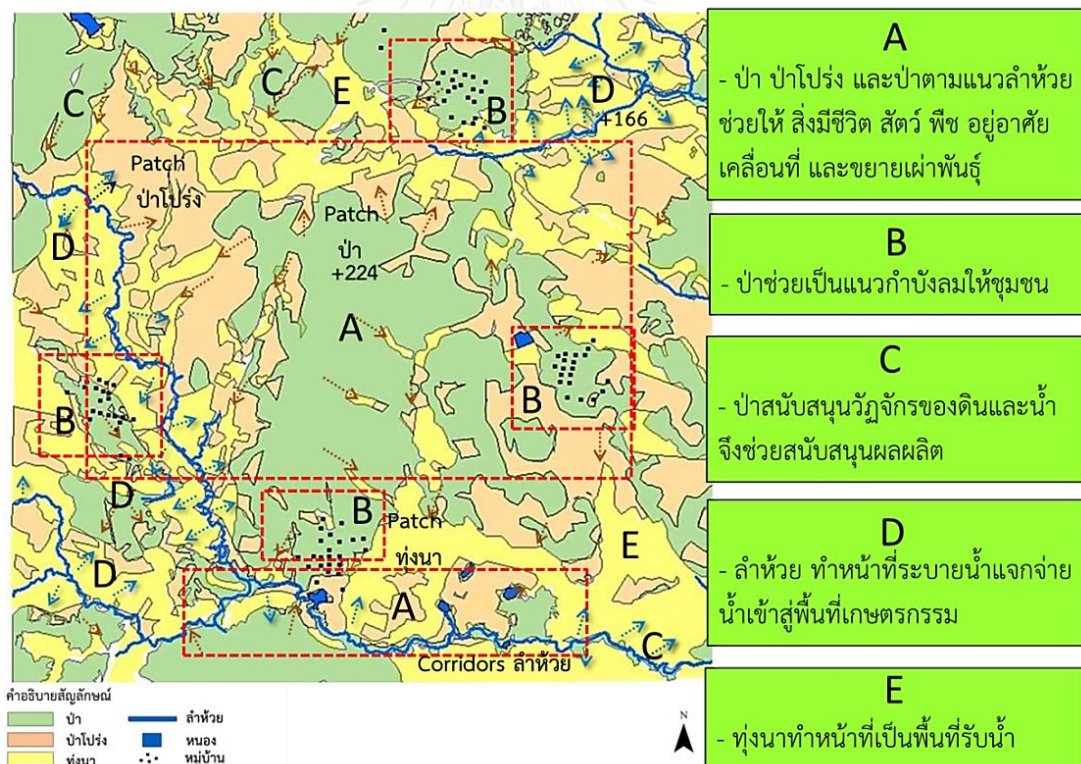 C
C
E
B
D
+166
Patch
ป่าโปร่ง
Patch
ป่า
+224
D
A
B
B
D
B
Patch
ทุ่งนา
E
D
A
C
Corridors ลำห้วย
คำอธิบายสัญลักษณ์
ป่า
ลำห้วย
ป่าโปร่ง
หนอง
ทุ่งนา
หมู่บ้าน
N
A
- ป่า ป่าโปร่ง และป่าตามแนวลำห้วย
ช่วยให้ สิ่งมีชีวิต สัตว์ พืช อยู่อาศัย
เคลื่อนที่ และขยายเผ่าพันธุ์
B
- ป่าช่วยเป็นแนวกำบังลมให้ชุมชน
C
- ป่าสนับสนุนวัฏจักรของดินและน้ำ
จึงช่วยสนับสนุนผลผลิต
D
- ลำห้วย ทำหน้าที่ระบายน้ำแจกจ่าย
น้ำเข้าสู่พื้นที่เกษตรกรรม
E
- ทุ่งนาทำหน้าที่เป็นพื้นที่รับน้ำ